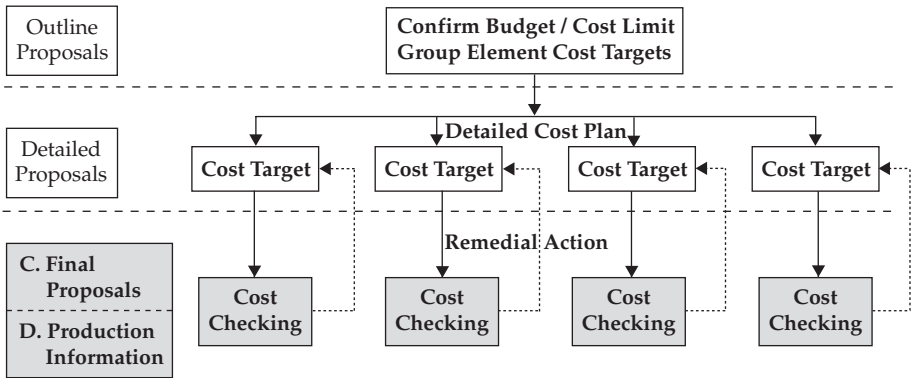 Outline
Proposals
Confirm Budget / Cost Limit
Group Element Cost Targets
Detailed
Proposals
Detailed Cost Plan
Cost Target
Cost Target
Cost Target
Cost Target
Remedial Action
C. Final
Proposals
D. Production
Information
Cost
Checking
Cost
Checking
Cost
Checking
Cost
Checking